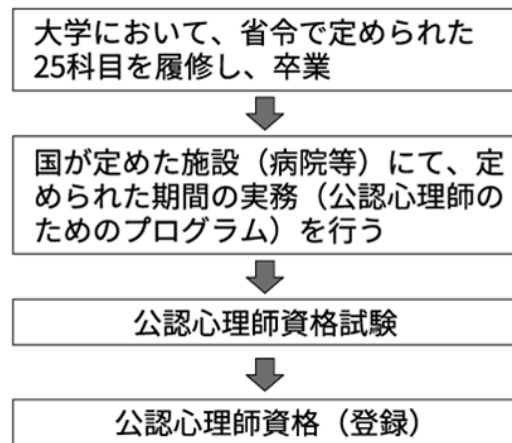 大学において、省令で定められた
25科目を履修し、卒業
国が定めた施設（病院等）にて、定
められた期間の実務（公認心理師の
ためのプログラム）を行う
公認心理師資格試験
公認心理師資格（登録）